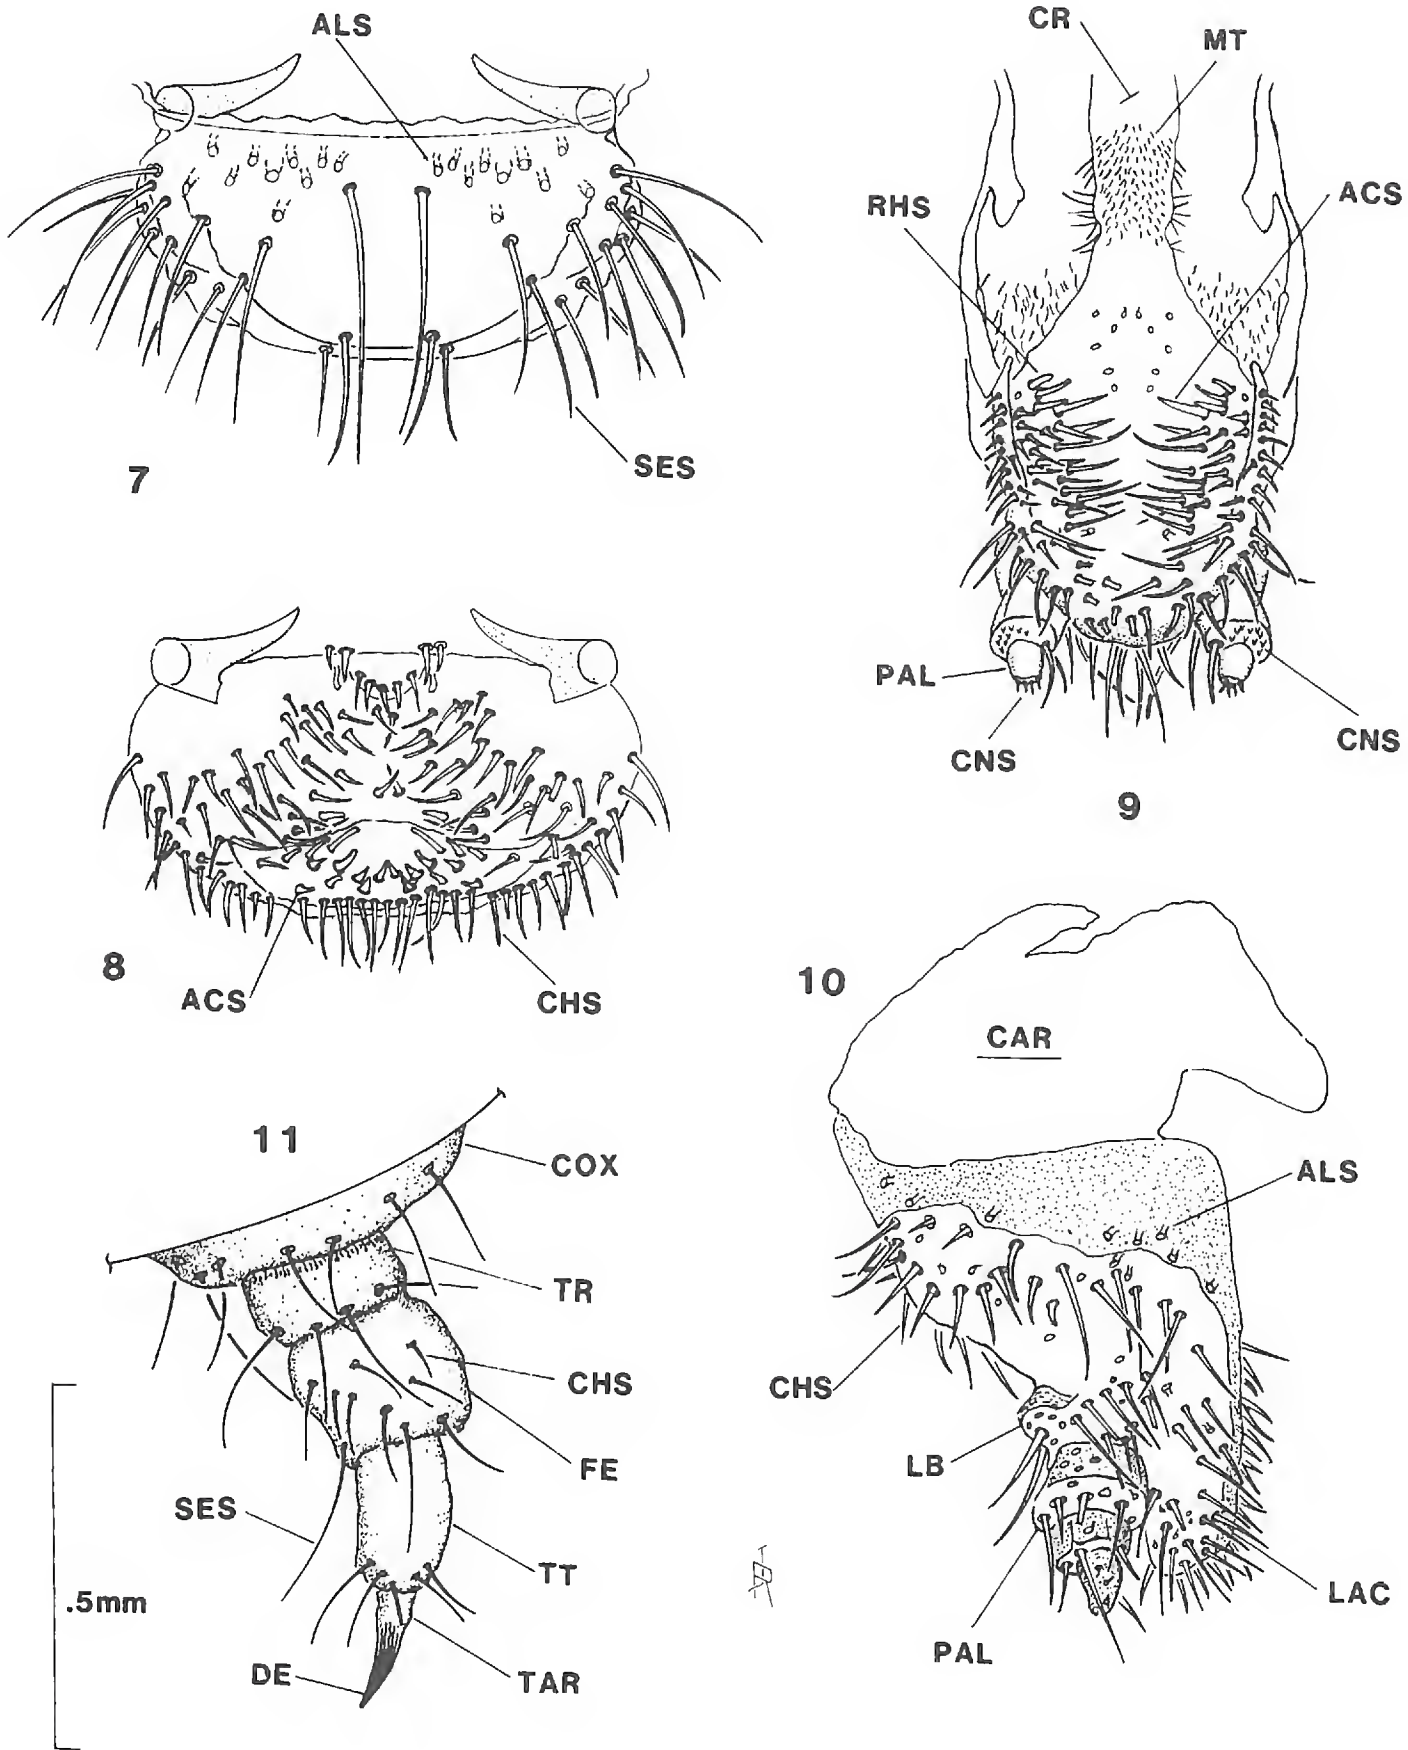 ALS
SES
7
CR
MT
RHS
ACS
PAL
CNS
CNS
9
8
ACS
CHS
10
CAR
ALS
CHS
LB
LAC
PAL
11
COX
TR
CHS
FE
SES
TT
.5mm
DE
TAR